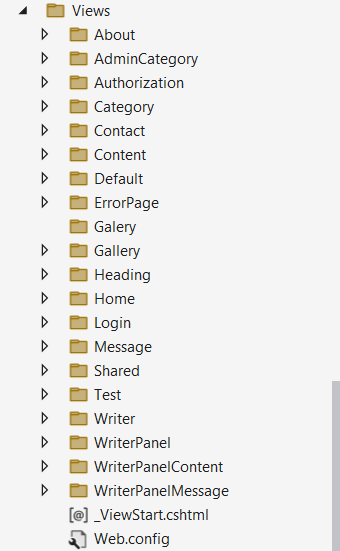 Views
About
AdminCategory
Authorization
Category
Contact
Content
Default
ErrorPage
Galery
Gallery
Heading
Home
Login
Message
Shared
Test
Writer
WriterPanel
WriterPanelContent
WriterPanelMessage
[@] _ViewStart.cshtml
Web.config